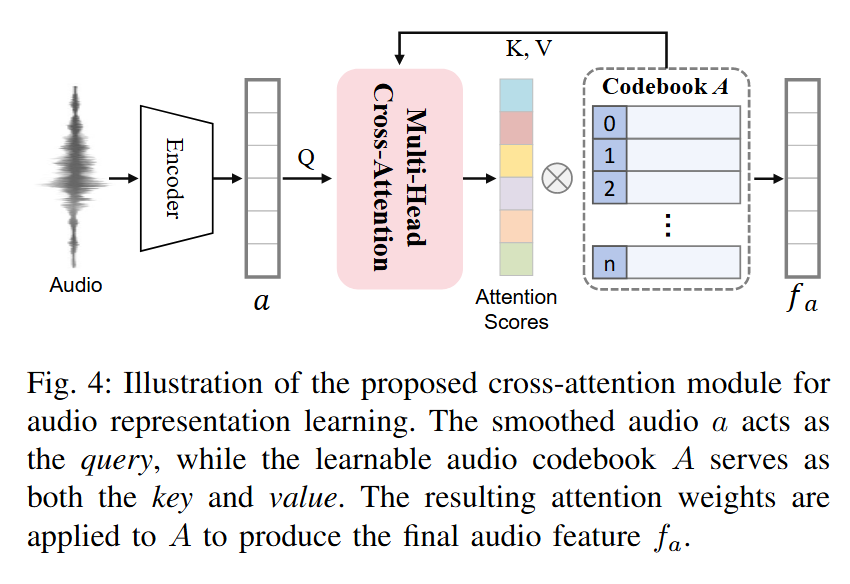 K, V
Codebook A
Multi-Head
Cross-Attention
Encoder
Q
0
1
2
⋮
n
Audio
a
Attention
Scores
fₐ
Fig. 4: Illustration of the proposed cross-attention module for
audio representation learning. The smoothed audio a acts as
the query, while the learnable audio codebook A serves as
both the key and value. The resulting attention weights are
applied to A to produce the final audio feature fₐ.